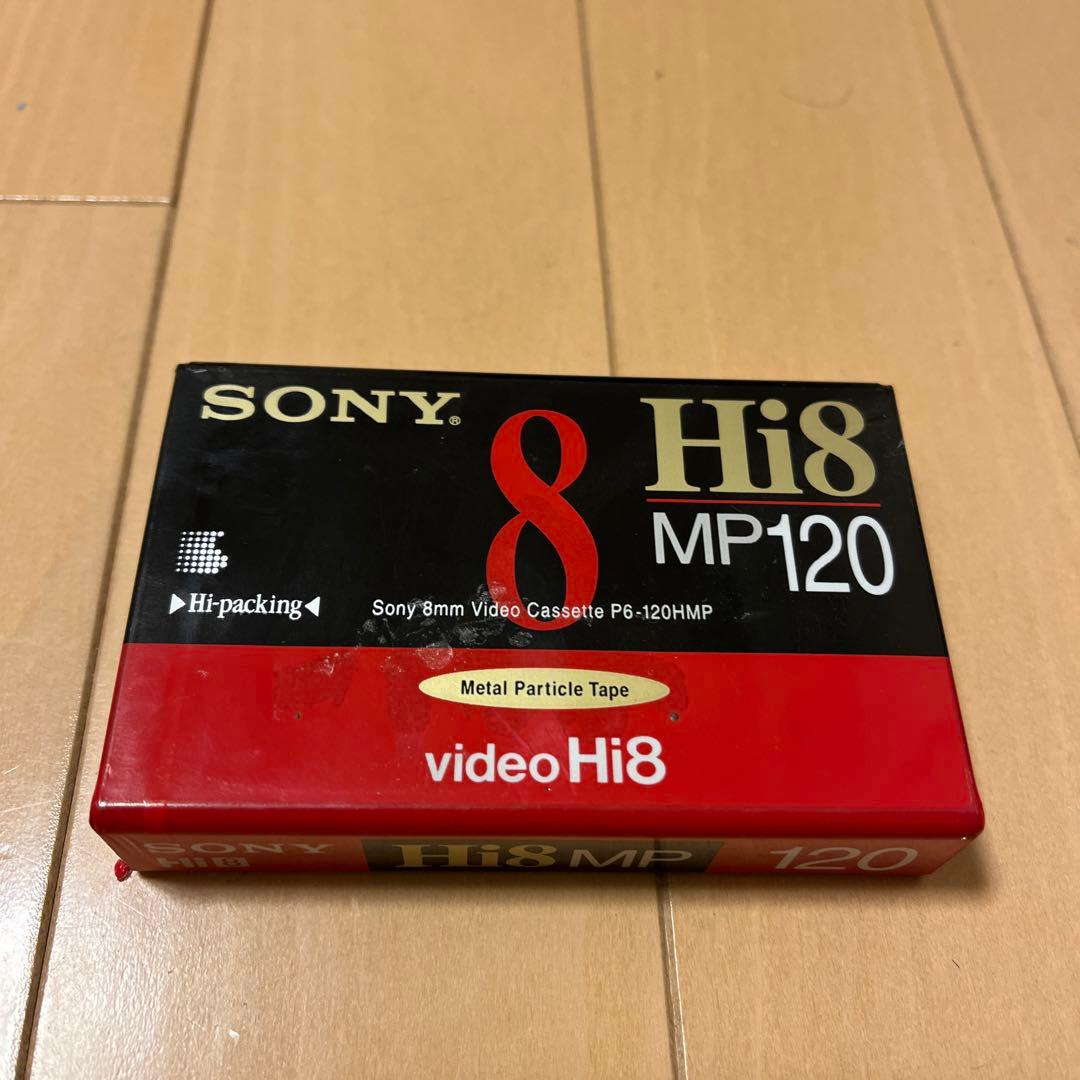 SONY®
8
Hi8
MP120
▶Hi-packing◀
Sony 8mm Video Cassette P6-120HMP
Metal Particle Tape
video Hi8
SONY
Hi8
Hi8 MP
120